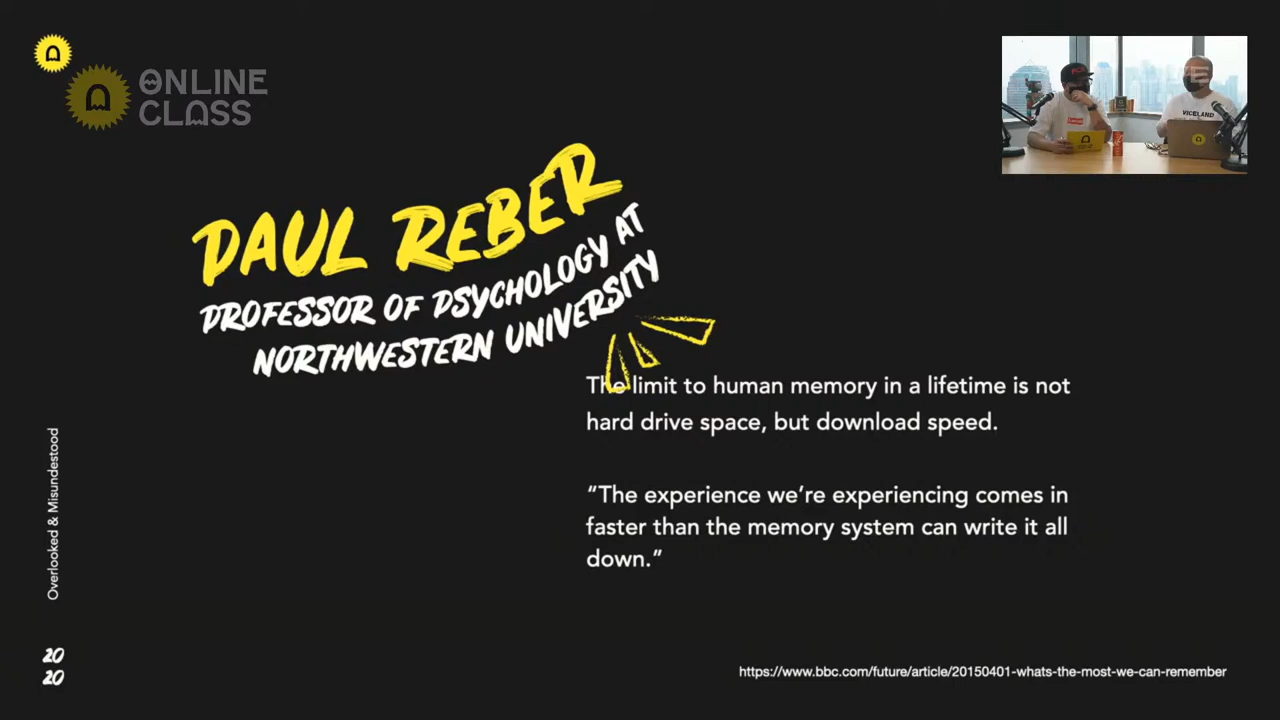 ONLINE
CLASS
VICELAND
PAUL REBER
PROFESSOR OF PSYCHOLOGY AT
NORTHWESTERN UNIVERSITY
The limit to human memory in a lifetime is not
hard drive space, but download speed.
“The experience we’re experiencing comes in
faster than the memory system can write it all
down.”
Overlooked & Misundestood
20
20
https://www.bbc.com/future/article/20150401-whats-the-most-we-can-remember